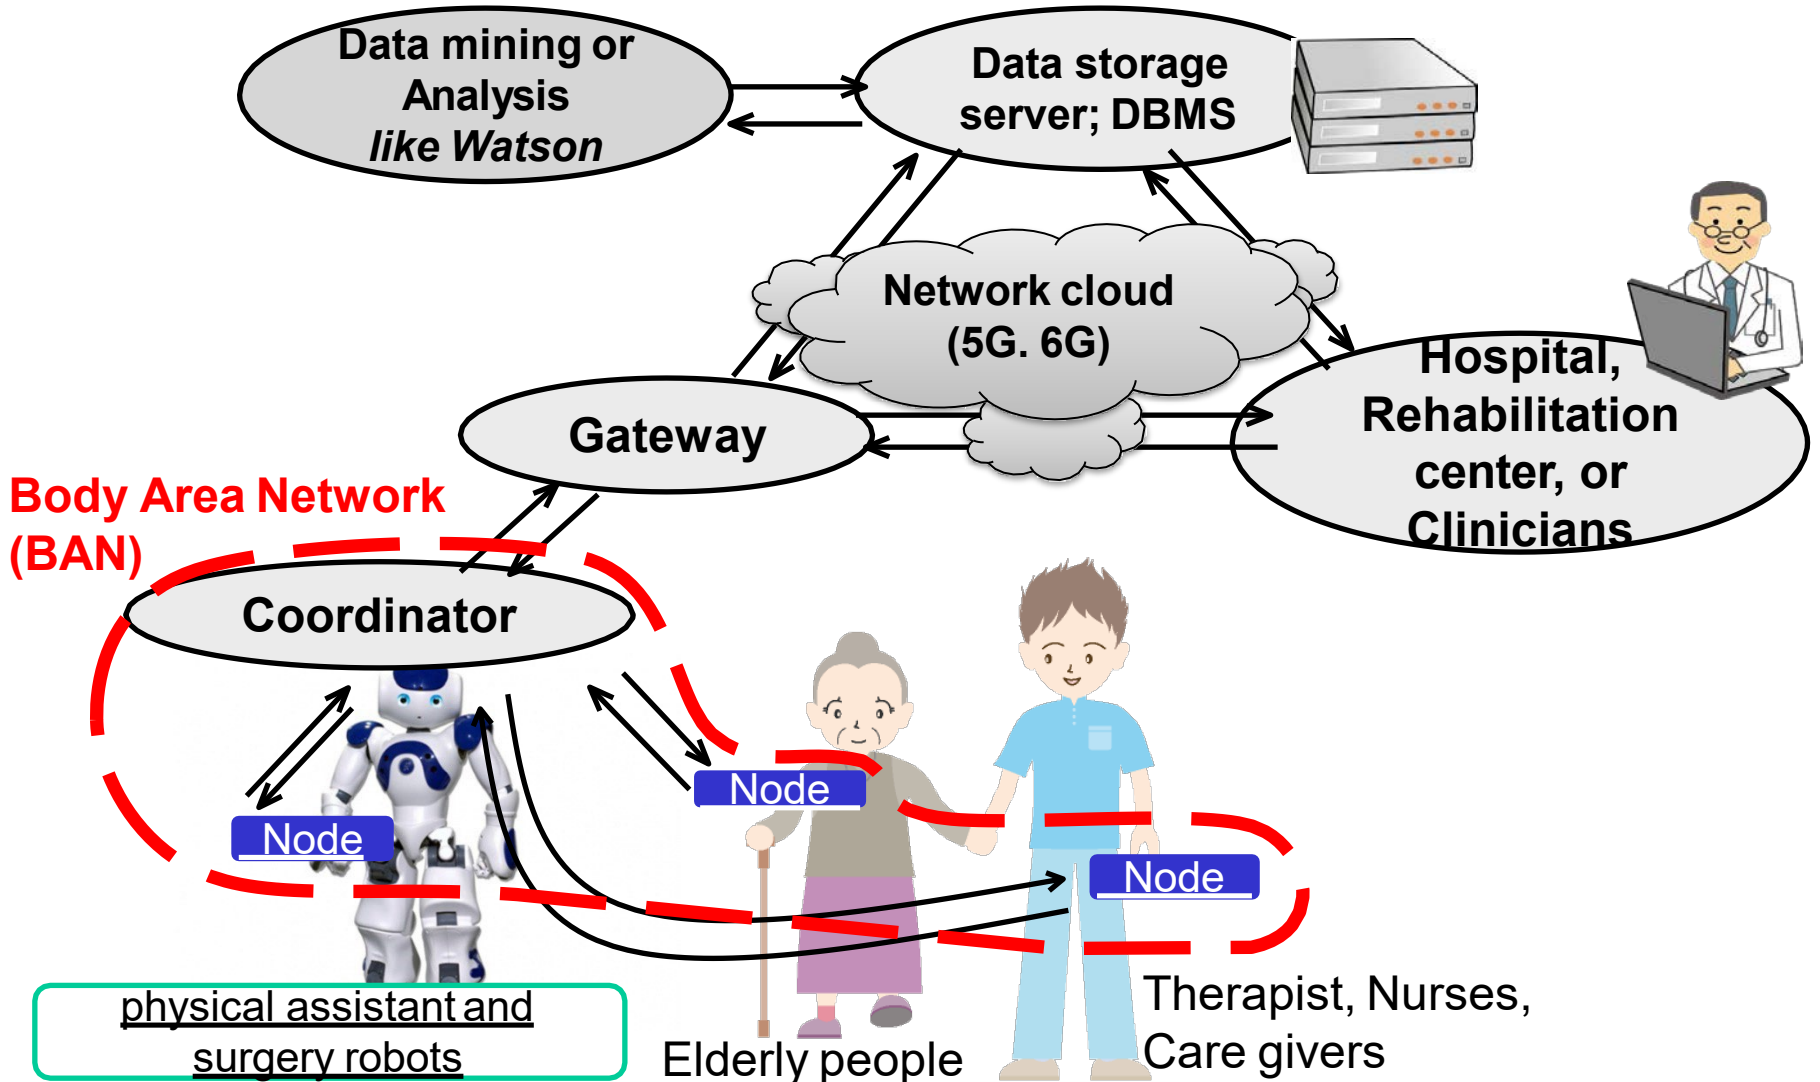 Data mining or
Analysis
like Watson
Data storage
server; DBMS
Network cloud
(5G. 6G)
Hospital,
Rehabilitation
center, or
Clinicians
Gateway
Body Area Network
(BAN)
Coordinator
Node
Node
Node
physical assistant and
surgery robots
Elderly people
Therapist, Nurses,
Care givers